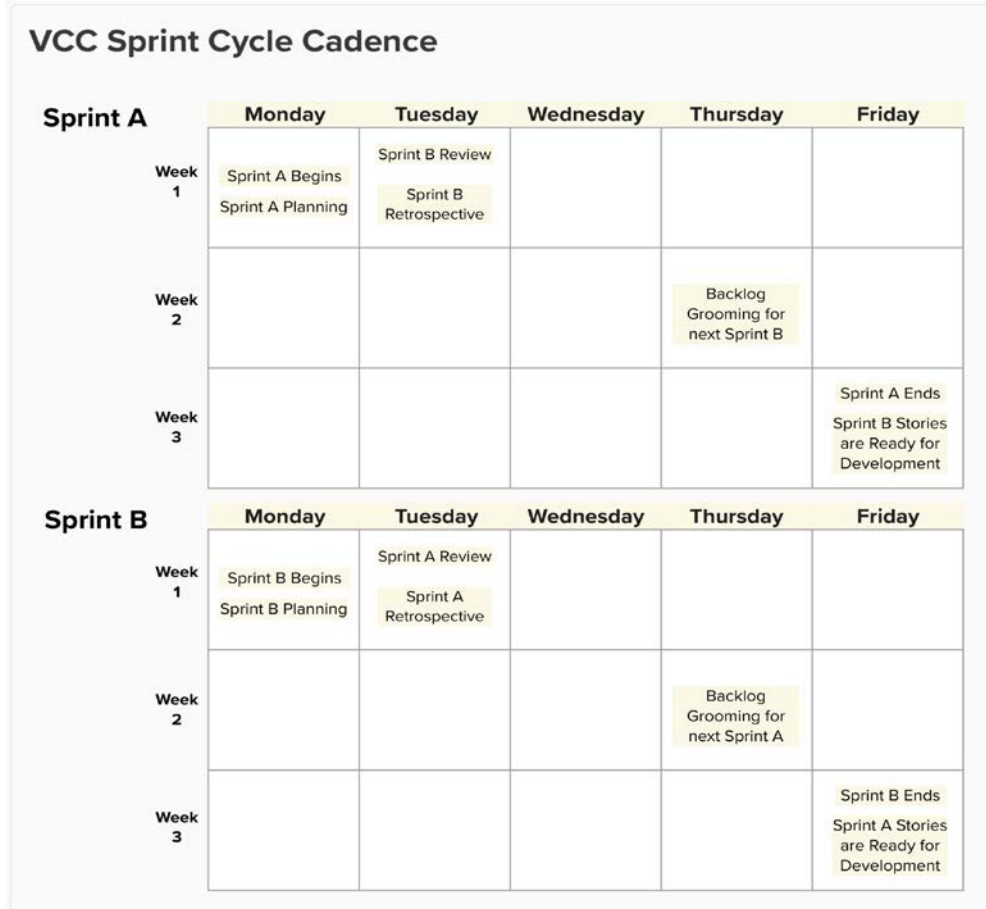 VCC Sprint Cycle Cadence
Sprint A
Monday Tuesday Wednesday Thursday Friday
Week
1
Sprint A Begins
Sprint A Planning
Sprint B Review
Sprint B
Retrospective
Week
2
Backlog
Grooming for
next Sprint B
Week
3
Sprint A Ends
Sprint B Stories
are Ready for
Development
Sprint B
Monday Tuesday Wednesday Thursday Friday
Week
1
Sprint B Begins
Sprint B Planning
Sprint A Review
Sprint A
Retrospective
Week
2
Backlog
Grooming for
next Sprint A
Week
3
Sprint B Ends
Sprint A Stories
are Ready for
Development